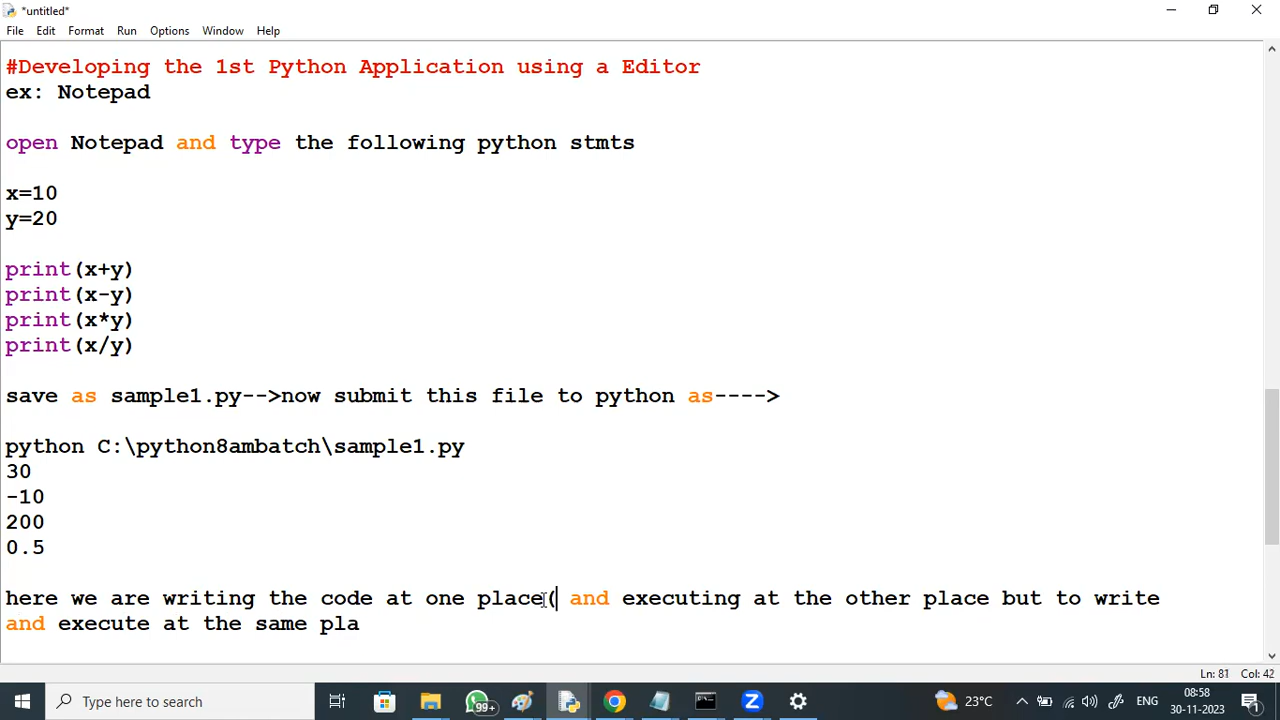 *untitled*
File Edit Format Run Options Window Help
#Developing the 1st Python Application using a Editor
ex: Notepad
open Notepad and type the following python stmts
x=10
y=20
print(x+y)
print(x-y)
print(x*y)
print(x/y)
save as sample1.py-->now submit this file to python as---->
python C:\python8ambatch\sample1.py
30
-10
200
0.5
here we are writing the code at one place( and executing at the other place but to write
and execute at the same pla
Ln: 81 Col: 42
Type here to search
99+
23°C
ENG
08:58
30-11-2023
1